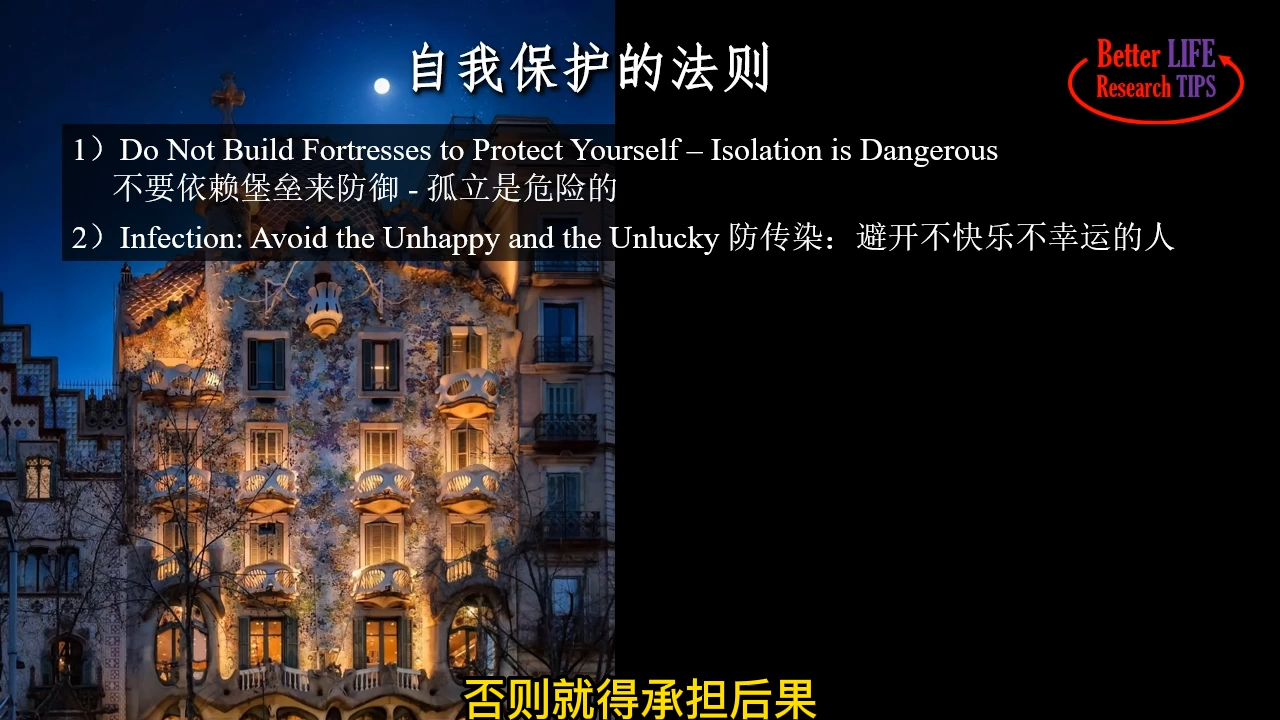 自我保护的法则
Better LIFE
Research TIPS
1）Do Not Build Fortresses to Protect Yourself – Isolation is Dangerous
不要依赖堡垒来防御 - 孤立是危险的
2）Infection: Avoid the Unhappy and the Unlucky 防传染：避开不快乐不幸运的人
否则就得承担后果